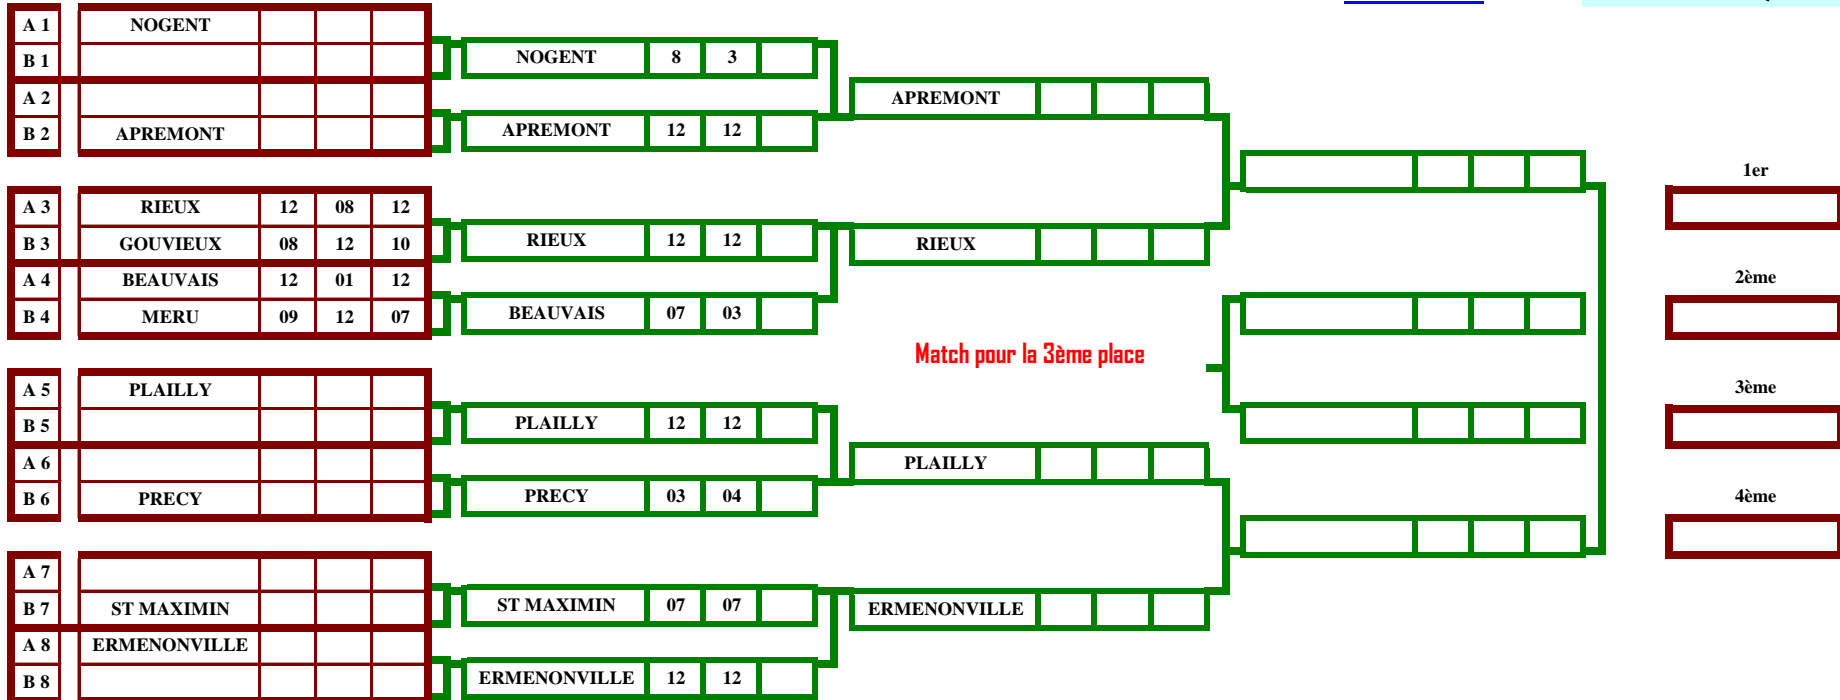 A 1 NOGENT
B 1
A 2
B 2 APREMONT
A 3 RIEUX 12 08 12
B 3 GOUVIEUX 08 12 10
A 4 BEAUVAIS 12 01 12
B 4 MERU 09 12 07
A 5 PLAILLY
B 5
A 6
B 6 PRECY
A 7
B 7 ST MAXIMIN
A 8 ERMENONVILLE
B 8
NOGENT 8 3
APREMONT 12 12
RIEUX 12 12
BEAUVAIS 07 03
PLAILLY 12 12
PRECY 03 04
ST MAXIMIN 07 07
ERMENONVILLE 12 12
APREMONT
RIEUX
Match pour la 3ème place
PLAILLY
ERMENONVILLE
1er
2ème
3ème
4ème